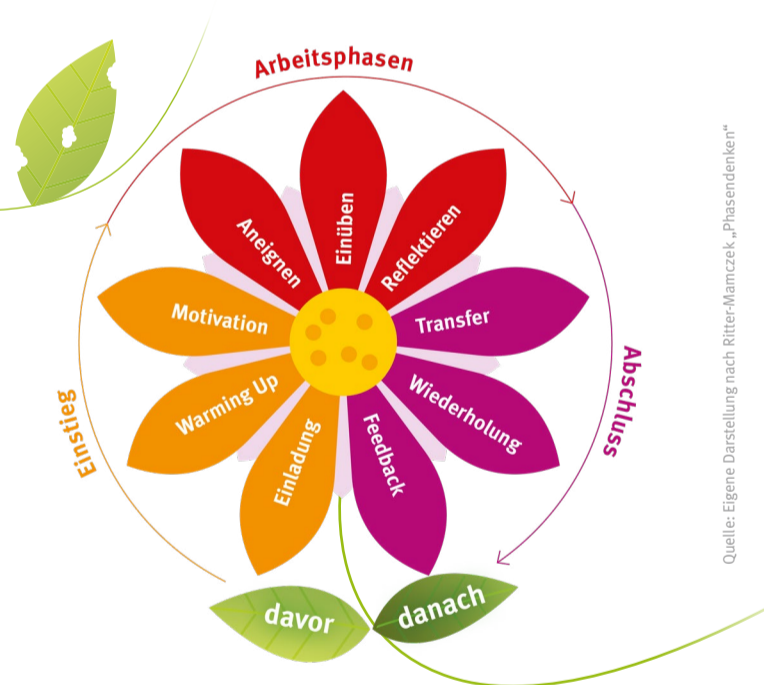 Arbeitsphasen
Einüben
Aneignen
Reflektieren
Motivation
Transfer
Warming Up
Wiederholung
Einladung
Feedback
Einstieg
Abschluss
davor
danach
Quelle: Eigene Darstellung nach Ritter-Mamczek „Phasendenken“